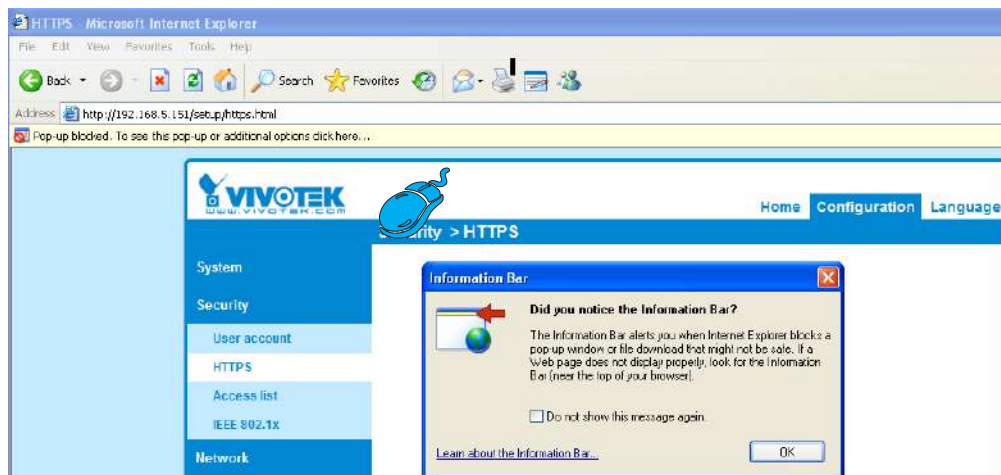 HTTPS - Microsoft Internet Explorer
File Edit View Favorites Tools Help
Back Search Favorites
Address http://192.168.5.151/setup/https.html
Pop-up blocked. To see this pop-up or additional options click here...
VIVOTEK
www.vivotek.com
Home Configuration Language
> HTTPS
System
Security
User account
HTTPS
Access list
IEEE 802.1x
Network
Information Bar
Did you notice the Information Bar?
The Information Bar alerts you when Internet Explorer blocks a
pop-up window or file download that might not be safe. If a
Web page does not display properly, look for the Information
Bar (near the top of your browser).
Do not show this message again.
Learn about the Information Bar...
OK